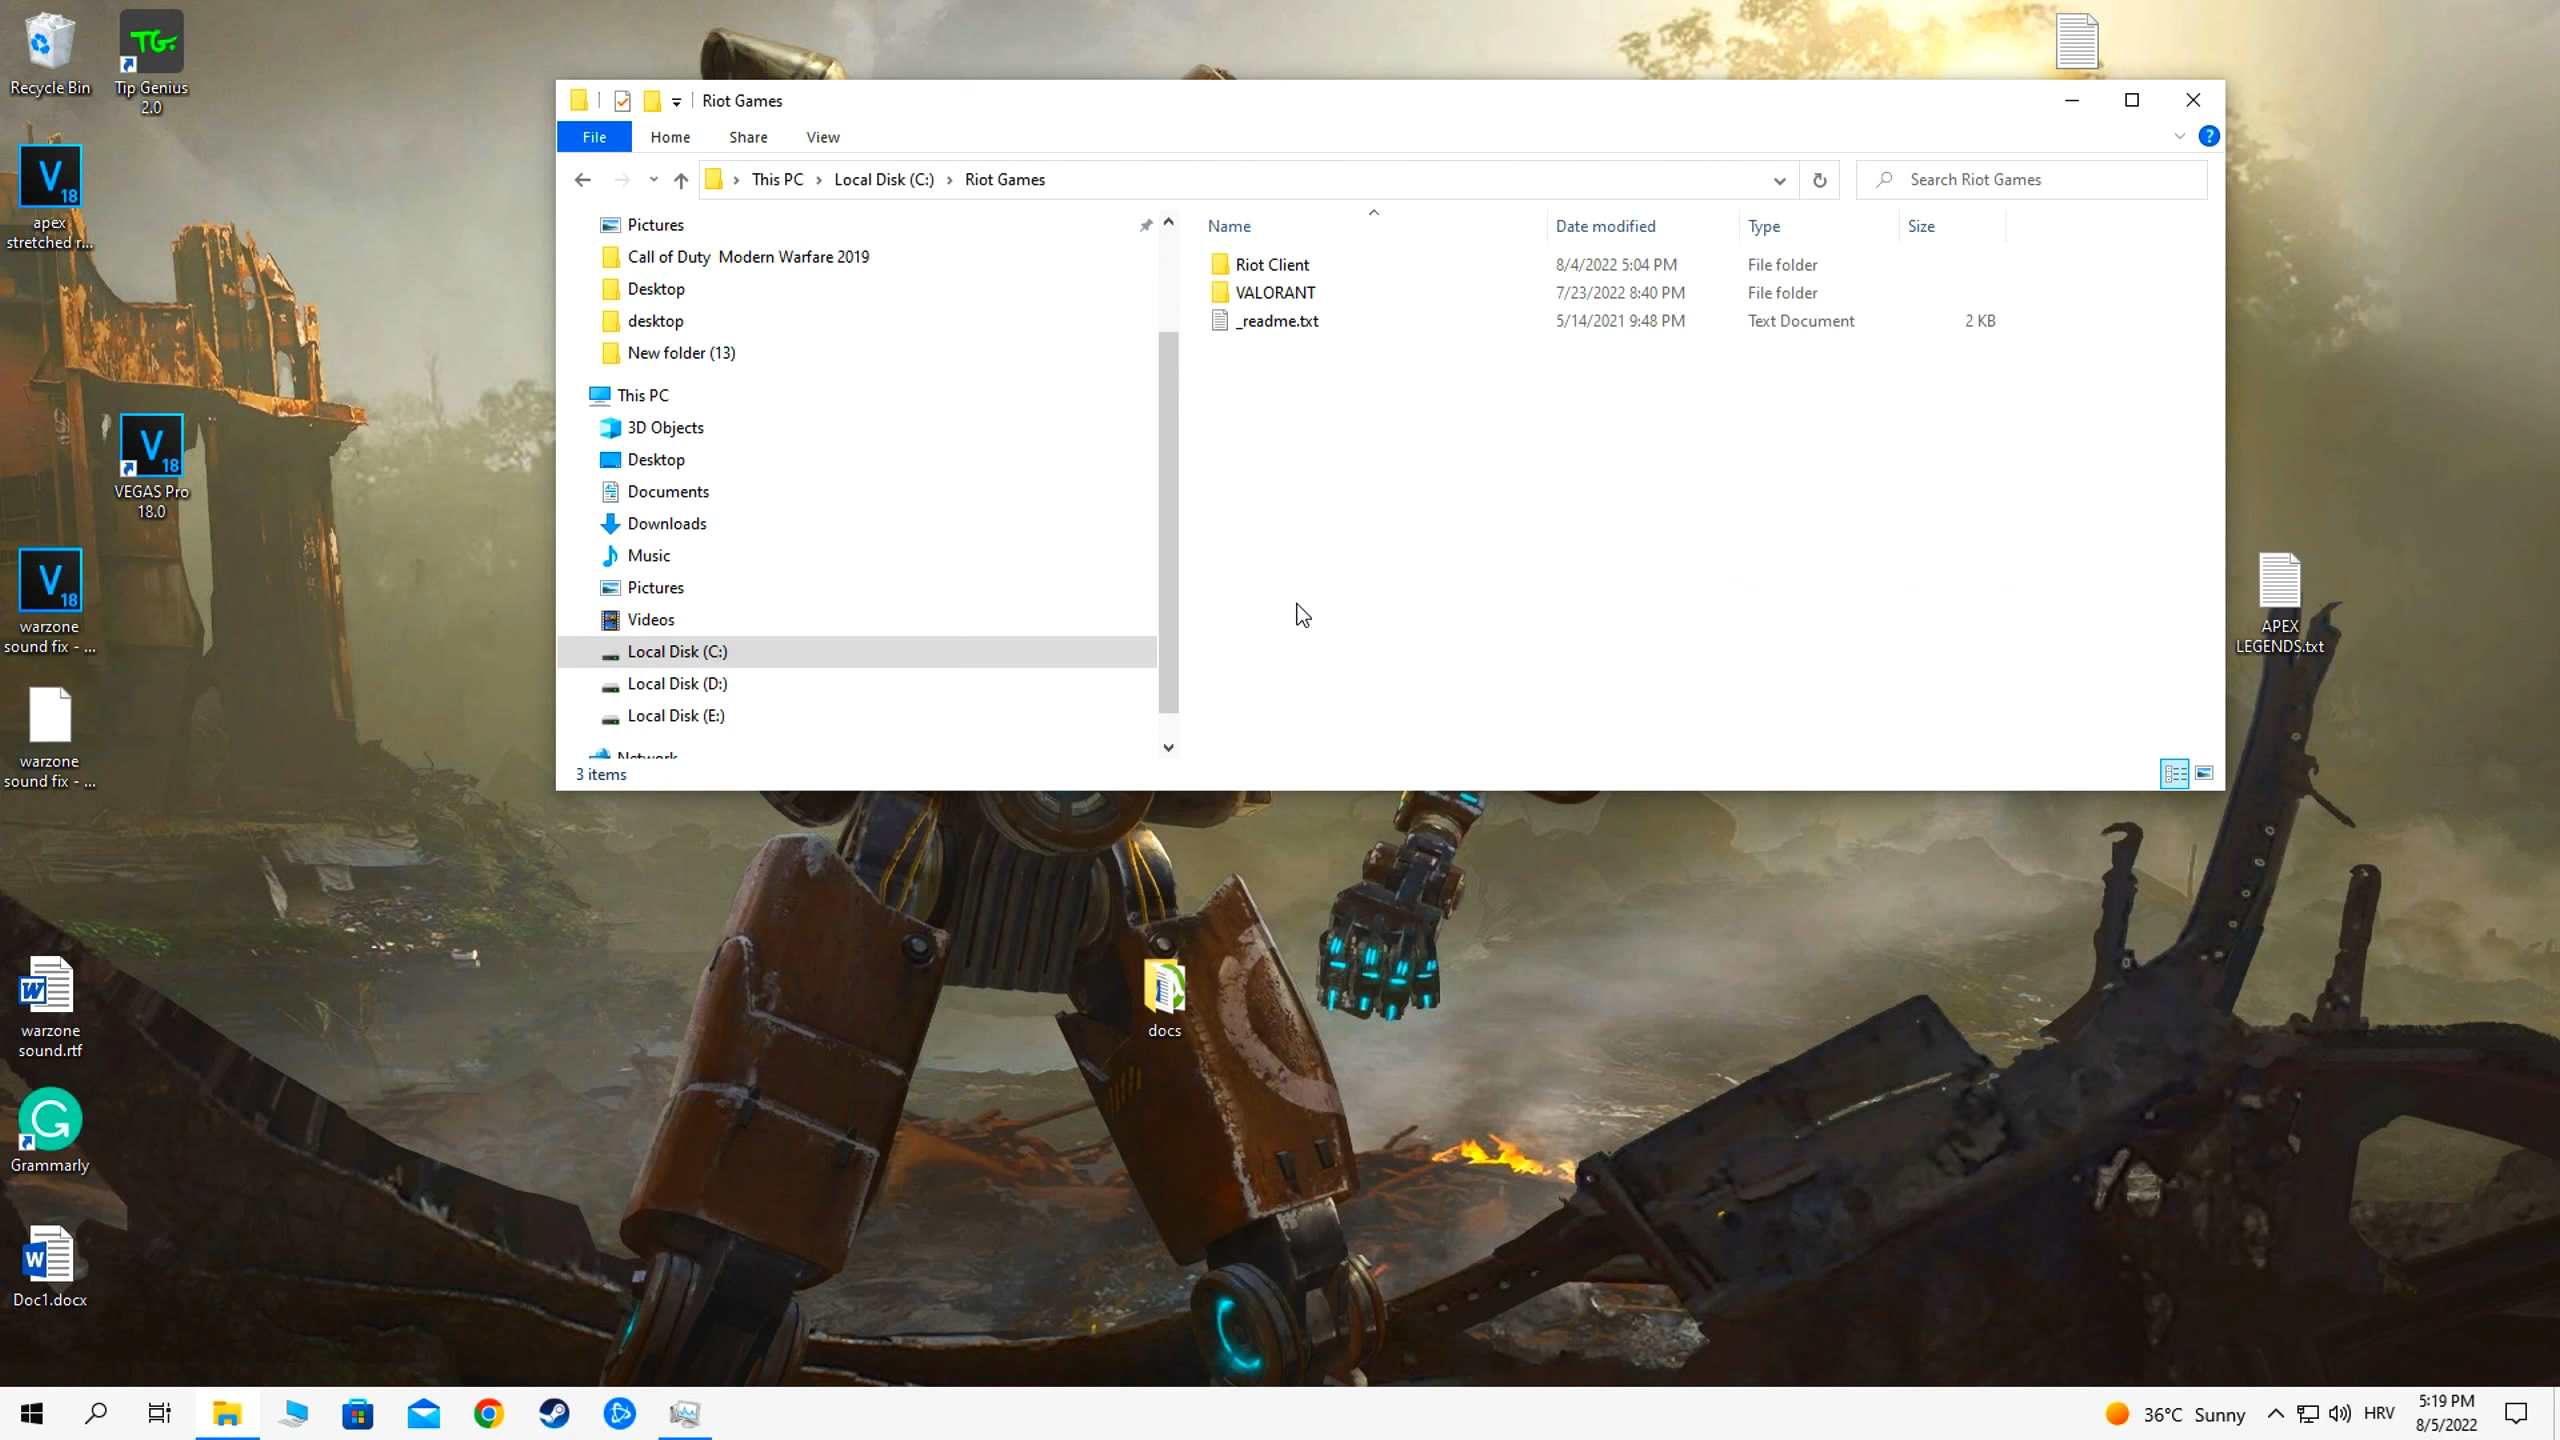 Recycle Bin
TG.
Tip Genius
2.0
V
18
apex
stretched r...
V
18
VEGAS Pro
18.0
V
18
warzone
sound fix - ...
warzone
sound fix - ...
W
warzone
sound.rtf
G
Grammarly
W
Doc1.docx
docs
APEX
LEGENDS.txt
Riot Games
File
Home
Share
View
?
This PC
Local Disk (C:)
Riot Games
Search Riot Games
Pictures
Call of Duty Modern Warfare 2019
Desktop
desktop
New folder (13)
This PC
3D Objects
Desktop
Documents
Downloads
Music
Pictures
Videos
Local Disk (C:)
Local Disk (D:)
Local Disk (E:)
Network
Name Date modified Type Size
Riot Client 8/4/2022 5:04 PM File folder
VALORANT 7/23/2022 8:40 PM File folder
_readme.txt 5/14/2021 9:48 PM Text Document 2 KB
3 items
36°C Sunny
HRV
5:19 PM
8/5/2022